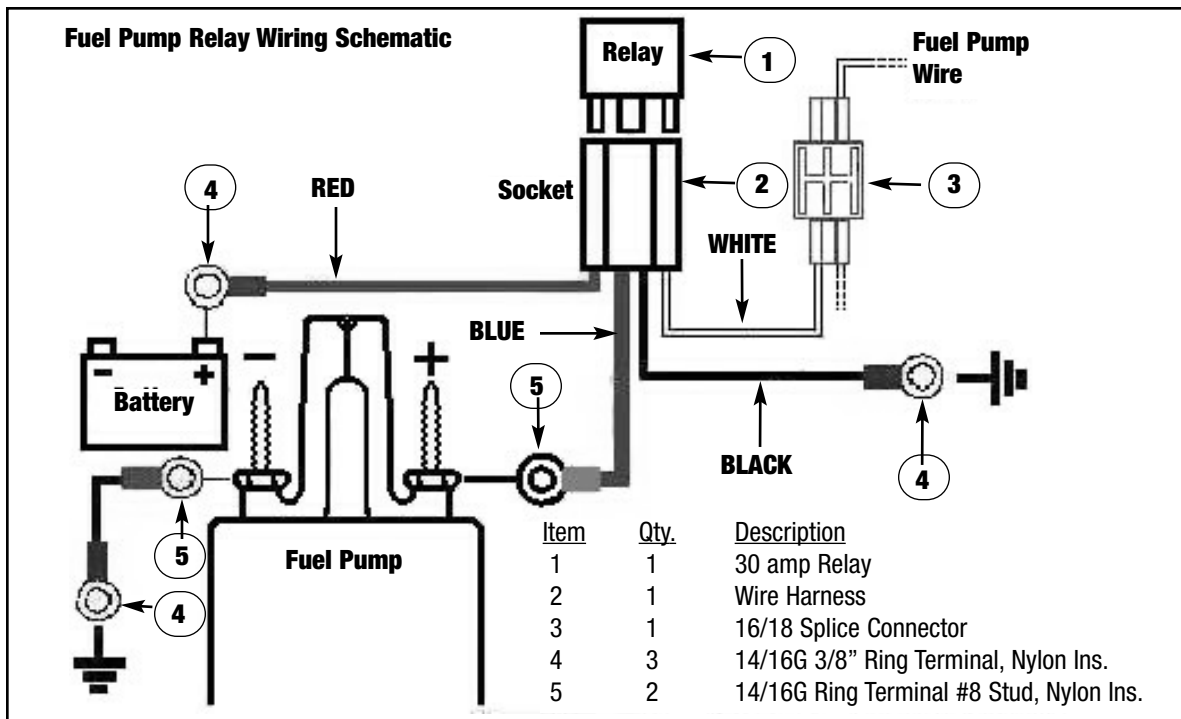 Fuel Pump Relay Wiring Schematic
Relay
1
Fuel Pump
Wire
4
RED
Socket
2
3
WHITE
BLUE
- +
Battery
- +
5
BLACK
4
5
Fuel Pump
4
Item Qty. Description
1 1 30 amp Relay
2 1 Wire Harness
3 1 16/18 Splice Connector
4 3 14/16G 3/8” Ring Terminal, Nylon Ins.
5 2 14/16G Ring Terminal #8 Stud, Nylon Ins.